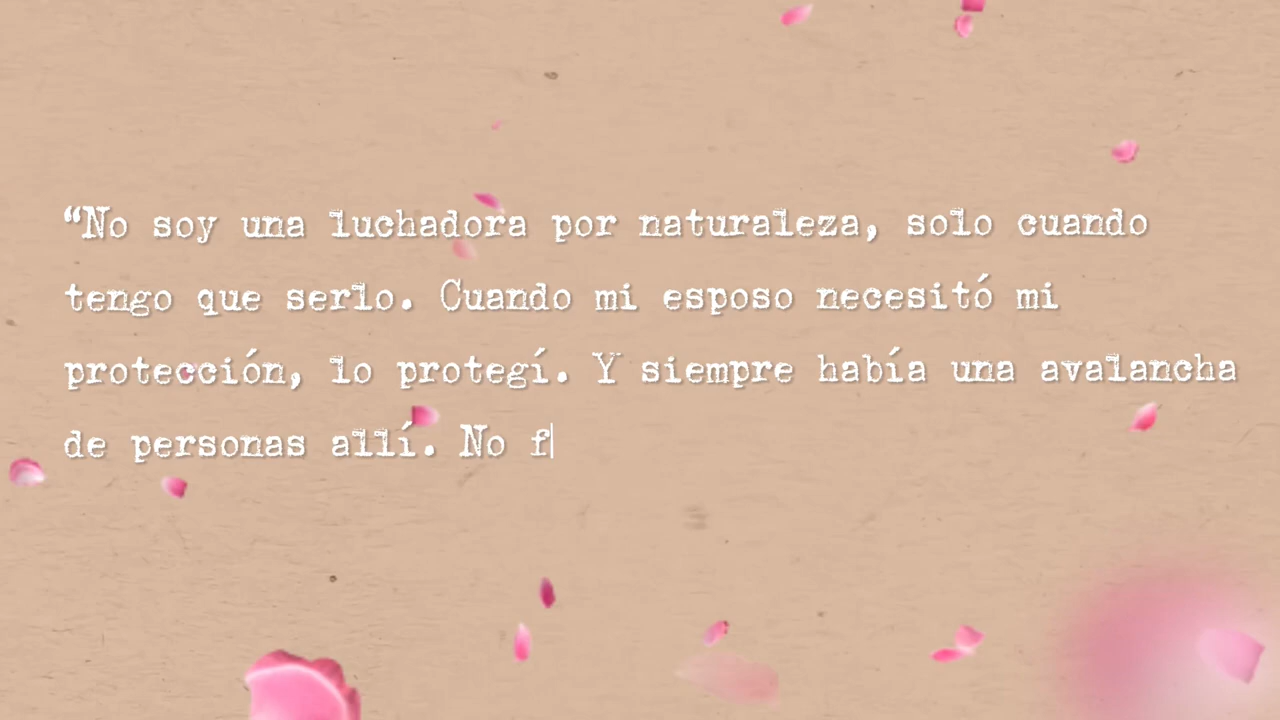 “No soy una luchadora por naturaleza, solo cuando
tengo que serlo. Cuando mi esposo necesitó mi
protección, lo protegí. Y siempre había una avalancha
de personas allí. No f